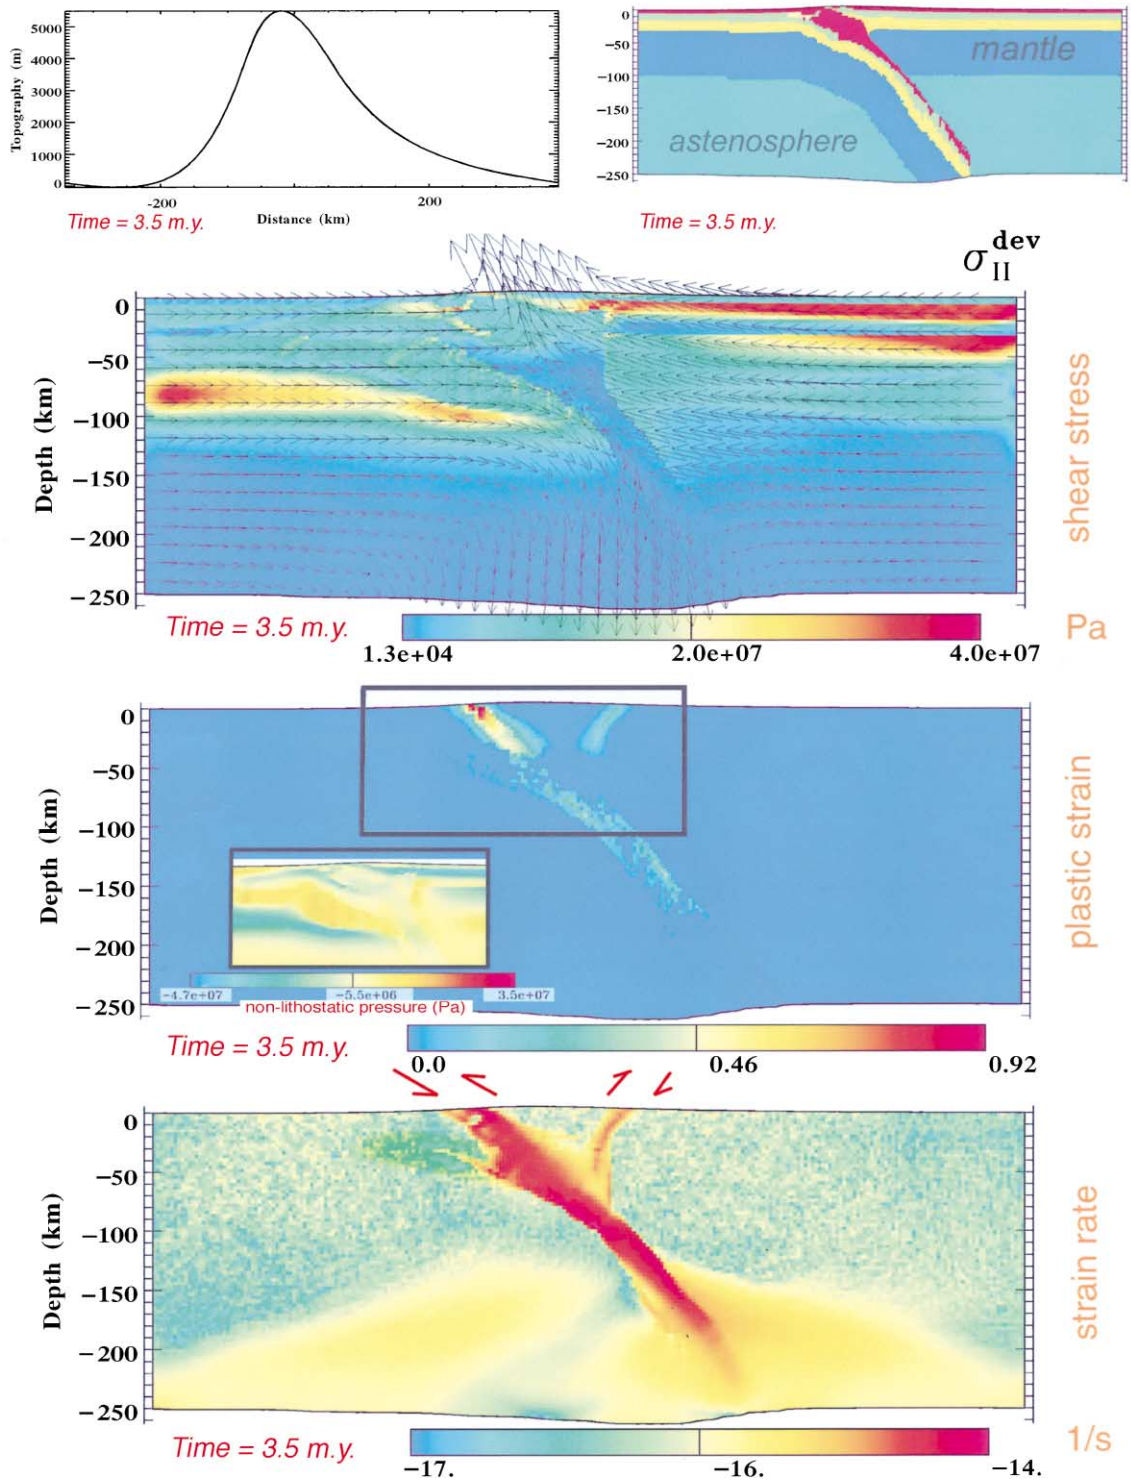 5000
4000
3000
2000
1000
0
Topography (m)
-200
200
Distance (km)
Time = 3.5 m.y.
0
-50
-100
-150
-200
-250
mantle
astenosphere
Time = 3.5 m.y.
σ II dev
0
-50
-100
-150
-200
-250
Depth (km)
shear stress
Time = 3.5 m.y.
Pa
1.3e+04
2.0e+07
4.0e+07
0
-50
-100
-150
-200
-250
Depth (km)
plastic strain
-4.7e+07
-5.5e+06
3.5e+07
non-lithostatic pressure (Pa)
Time = 3.5 m.y.
0.0
0.46
0.92
0
-50
-100
-150
-200
-250
Depth (km)
strain rate
Time = 3.5 m.y.
1/s
-17.
-16.
-14.